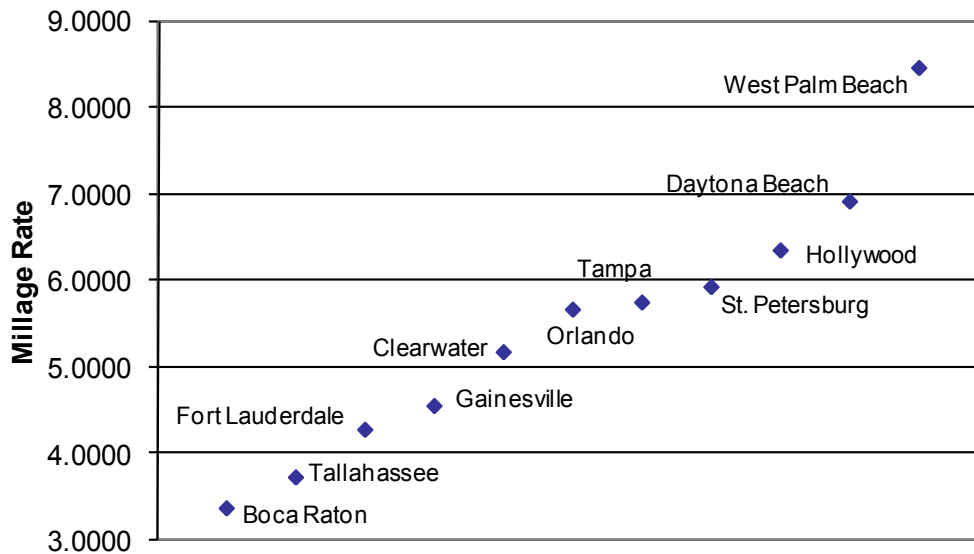 9.0000
West Palm Beach
8.0000
Daytona Beach
7.0000
Hollywood
Tampa
6.0000
St. Petersburg
Orlando
Clearwater
5.0000
Gainesville
Fort Lauderdale
4.0000
Tallahassee
Boca Raton
3.0000
Millage Rate